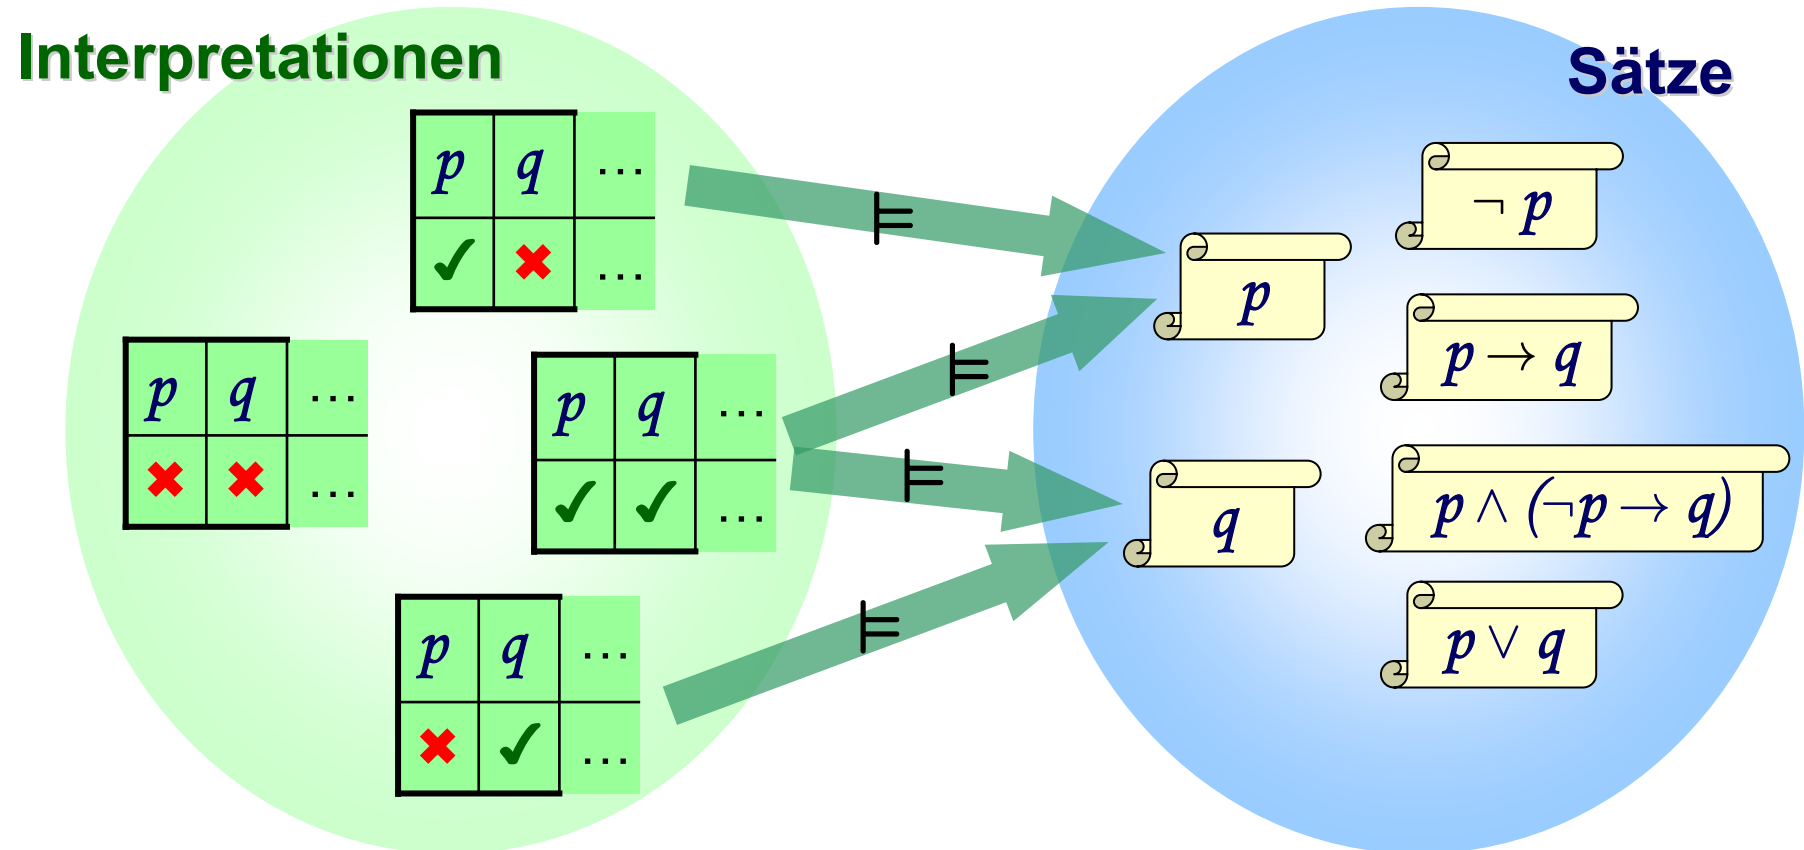 Interpretationen
Sätze
p q ...
✔ ✖ ...
p q ...
✖ ✖ ...
p q ...
✔ ✔ ...
p q ...
✖ ✔ ...
⊨
⊨
⊨
⊨
p
q
¬ p
p → q
p ∧ (¬p → q)
p ∨ q